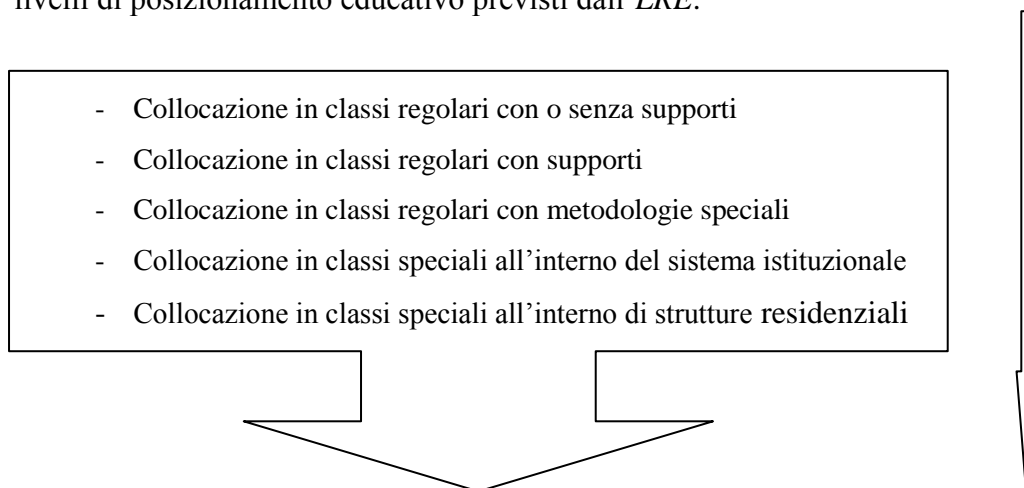 livelli di posizionamento educativo previsti dall'LRE:
- Collocazione in classi regolari con o senza supporti
- Collocazione in classi regolari con supporti
- Collocazione in classi regolari con metodologie speciali
- Collocazione in classi speciali all’interno del sistema istituzionale
- Collocazione in classi speciali all’interno di strutture residenziali